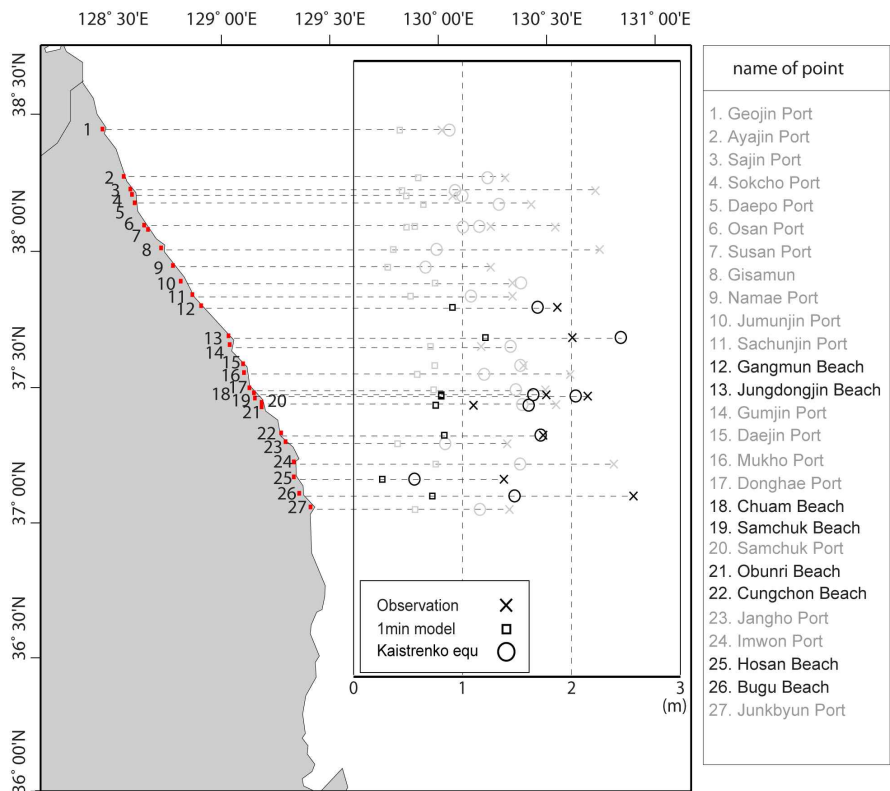 128° 30'E 129° 00'E 129° 30'E 130° 00'E 130° 30'E 131° 00'E
38° 30'N
38° 00'N
37° 30'N
37° 00'N
36° 30'N
36° 00'N
1
2
3
4
5
6
7
8
9
10
11
12
13
14
15
16
17
18
19
20
21
22
23
24
25
26
27
Observation
1min model
Kaistrenko equ
0 1 2 3
(m)
name of point
1. Geojin Port
2. Ayajin Port
3. Sajin Port
4. Sokcho Port
5. Daepo Port
6. Osan Port
7. Susan Port
8. Gisamun
9. Namae Port
10. Jumunjin Port
11. Sachunjin Port
12. Gangmun Beach
13. Jungdongjin Beach
14. Gumjin Port
15. Daejin Port
16. Mukho Port
17. Donghae Port
18. Chuam Beach
19. Samchuk Beach
20. Samchuk Port
21. Obunri Beach
22. Cungchon Beach
23. Jangho Port
24. Imwon Port
25. Hosan Beach
26. Bugu Beach
27. Junkbyun Port